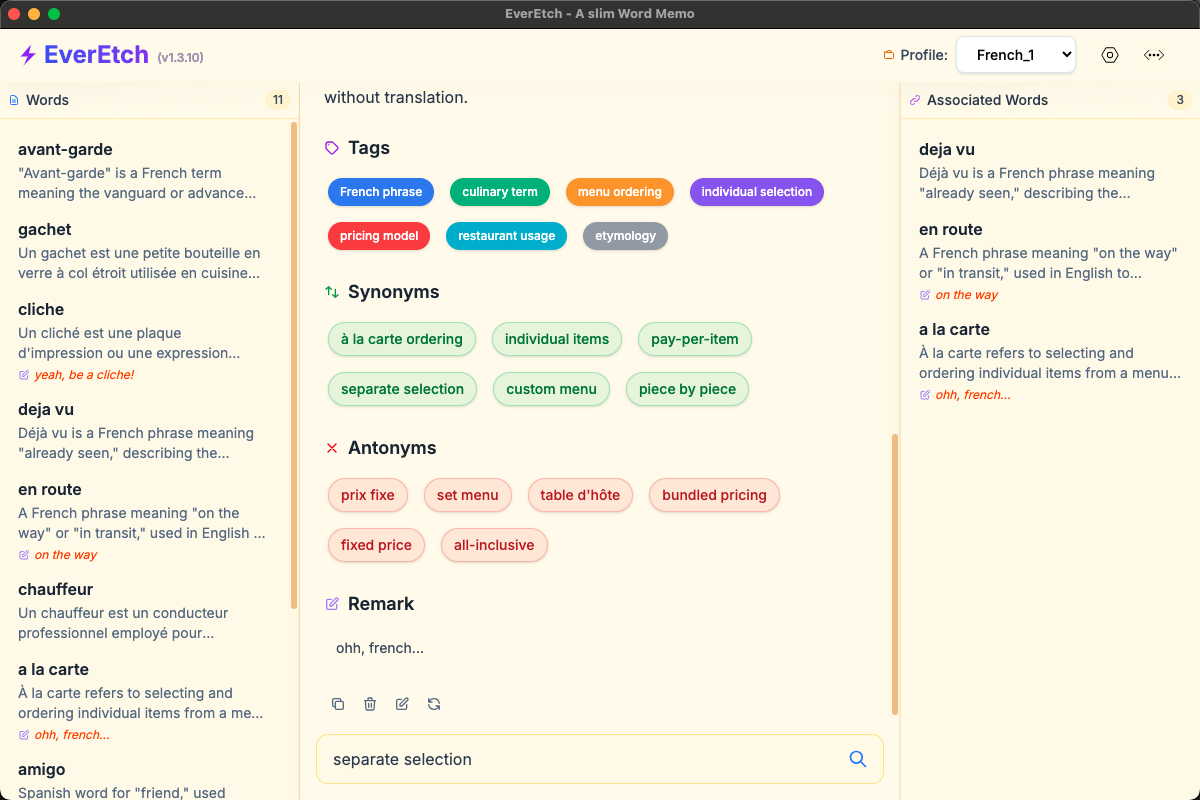 EverEtch - A slim Word Memo
EverEtch (v1.3.10)
Profile: French_1
Words 11
avant-garde
"Avant-garde" is a French term
meaning the vanguard or advance...
gachet
Un gachet est une petite bouteille en
verre à col étroit utilisée en cuisine...
cliche
Un cliché est une plaque
d'impression ou une expression...
yeah, be a cliche!
deja vu
Déjà vu is a French phrase meaning
"already seen," describing the...
en route
A French phrase meaning "on the
way" or "in transit," used in English ...
on the way
chauffeur
Un chauffeur est un conducteur
professionnel employé pour...
a la carte
À la carte refers to selecting and
ordering individual items from a me...
ohh, french...
amigo
Spanish word for "friend," used
without translation.
Tags
French phrase culinary term menu ordering individual selection
pricing model restaurant usage etymology
Synonyms
à la carte ordering individual items pay-per-item
separate selection custom menu piece by piece
Antonyms
prix fixe set menu table d'hôte bundled pricing
fixed price all-inclusive
Remark
ohh, french...
separate selection
Associated Words 3
deja vu
Déjà vu is a French phrase meaning
"already seen," describing the...
en route
A French phrase meaning "on the way"
or "in transit," used in English to...
on the way
a la carte
À la carte refers to selecting and
ordering individual items from a menu...
ohh, french...